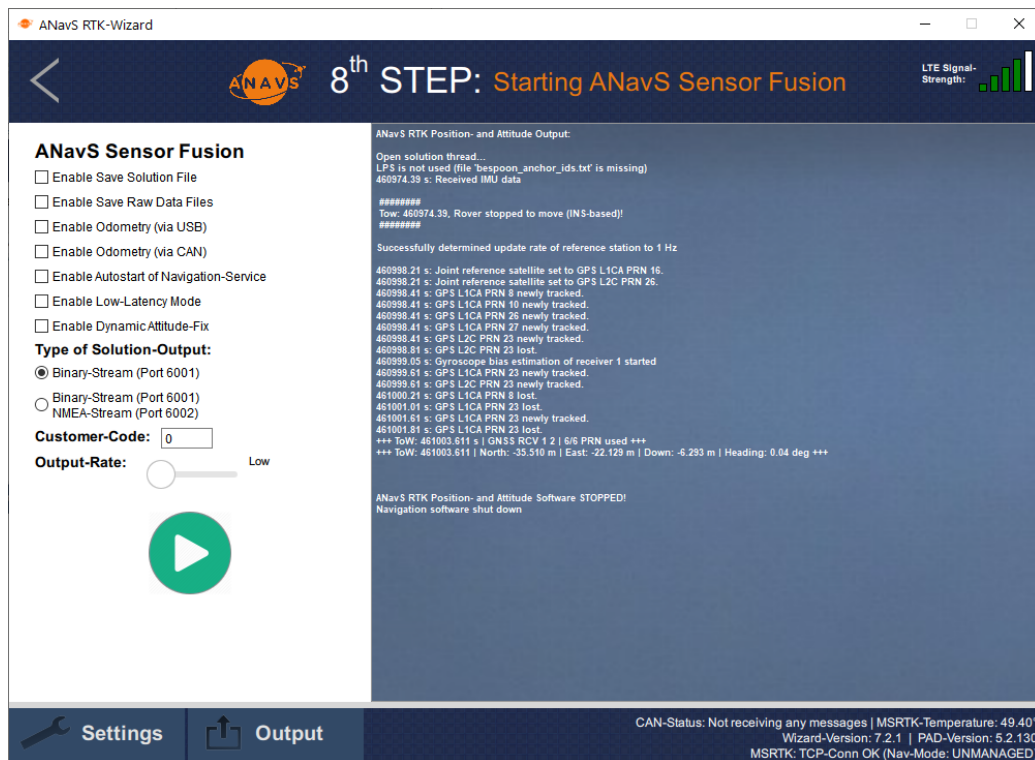 ANavS RTK-Wizard
ANAVS
8th STEP: Starting ANavS Sensor Fusion
LTE Signal-
Strength:
ANavS Sensor Fusion
Enable Save Solution File
Enable Save Raw Data Files
Enable Odometry (via USB)
Enable Odometry (via CAN)
Enable Autostart of Navigation-Service
Enable Low-Latency Mode
Enable Dynamic Attitude-Fix
Type of Solution-Output:
Binary-Stream (Port 6001)
Binary-Stream (Port 6001)
NMEA-Stream (Port 6002)
Customer-Code: 0
Output-Rate: Low
ANavS RTK Position- and Attitude Output:
Open solution thread...
LPS is not used (file 'bespoon_anchor_ids.txt' is missing)
460974.39 s: Received IMU data
########
Tow: 460974.39, Rover stopped to move (INS-based)!
########
Successfully determined update rate of reference station to 1 Hz
460998.21 s: Joint reference satellite set to GPS L1CA PRN 16.
460998.21 s: Joint reference satellite set to GPS L2C PRN 26.
460998.41 s: GPS L1CA PRN 8 newly tracked.
460998.41 s: GPS L1CA PRN 10 newly tracked.
460998.41 s: GPS L1CA PRN 26 newly tracked.
460998.41 s: GPS L1CA PRN 27 newly tracked.
460998.41 s: GPS L2C PRN 23 newly tracked.
460998.81 s: GPS L2C PRN 23 lost.
460999.05 s: Gyroscope bias estimation of receiver 1 started
460999.61 s: GPS L1CA PRN 23 newly tracked.
460999.61 s: GPS L2C PRN 23 newly tracked.
461000.21 s: GPS L1CA PRN 8 lost.
461001.01 s: GPS L1CA PRN 23 lost.
461001.61 s: GPS L1CA PRN 23 newly tracked.
461001.81 s: GPS L1CA PRN 23 lost.
+++ ToW: 461003.611 s | GNSS RCV 1 2 | 6/6 PRN used +++
+++ ToW: 461003.611 | North: -35.510 m | East: -22.129 m | Down: -6.293 m | Heading: 0.04 deg +++
ANavS RTK Position- and Attitude Software STOPPED!
Navigation software shut down
Settings
Output
CAN-Status: Not receiving any messages | MSRTK-Temperature: 49.40°
Wizard-Version: 7.2.1 | PAD-Version: 5.2.130
MSRTK: TCP-Conn OK (Nav-Mode: UNMANAGED)